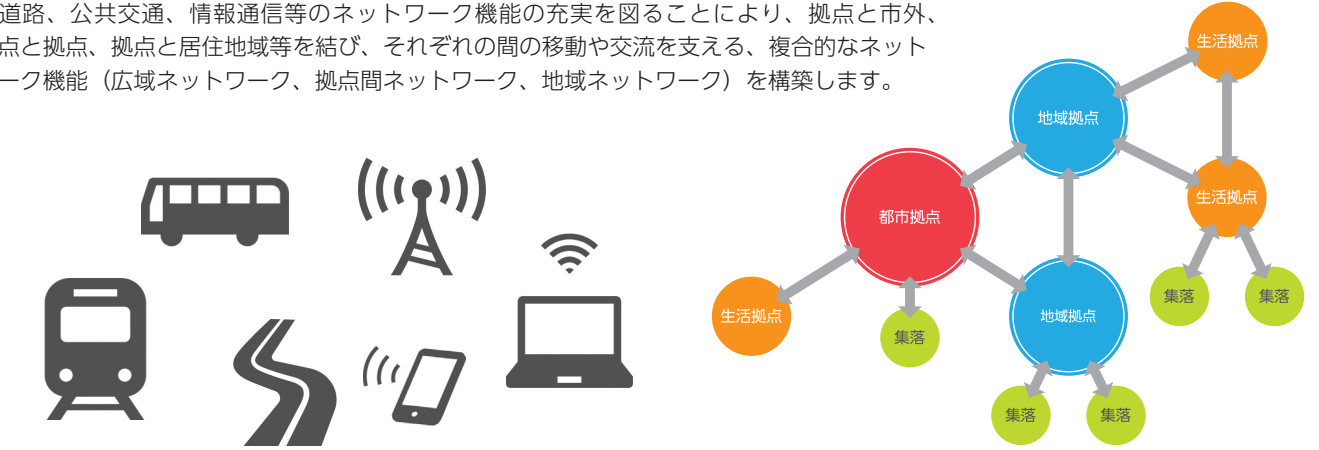 道路、公共交通、情報通信等のネットワーク機能の充実を図ることにより、拠点と市外、
点と拠点、拠点と居住地域等を結び、それぞれの間の移動や交流を支える、複合的なネット
ーク機能（広域ネットワーク、拠点間ネットワーク、地域ネットワーク）を構築します。
生活拠点
地域拠点
生活拠点
都市拠点
集落
集落
生活拠点
地域拠点
集落
集落
集落